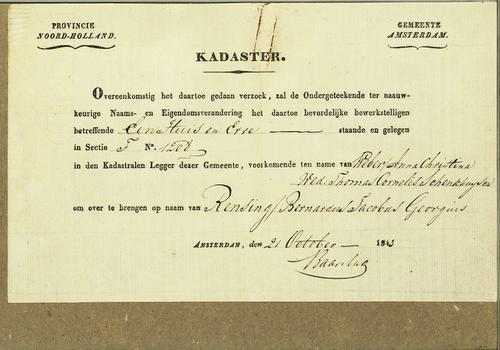 PROVINCIE
NOORD-HOLLAND.
GEMEENTE
AMSTERDAM.
KADASTER.
Overeenkomstig het daartoe gedaan verzoek, zal de Ondergeteekende ter naauw-
keurige Naams- en Eigendomsverandering het daartoe bevorderlijke bewerkstelligen
betreffende Een Huis en Erve staande en gelegen
in Sectie F No. 1208
in den Kadastralen Legger dezer Gemeente, voorkomende ten name van Weber, Anna Christina
Wed: Thomas Cornelis Schenkhuysen
om over te brengen op naam van Rensing, Bernardus Jacobus Georgius
AMSTERDAM, den 21 October 1843